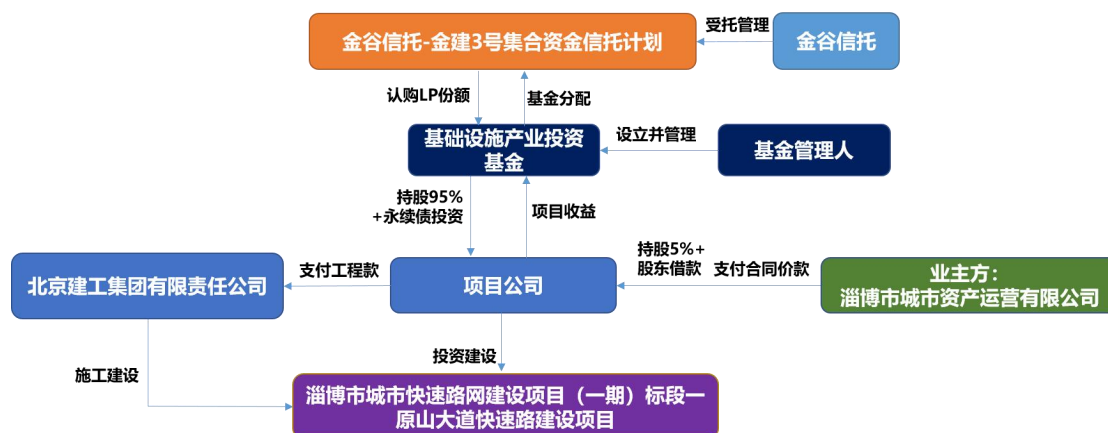 金谷信托-金建3号集合资金信托计划
受托管理
金谷信托
认购LP份额
基金分配
基础设施产业投资
基金
设立并管理
基金管理人
持股95%
+永续债投资
项目收益
北京建工集团有限责任公司
支付工程款
项目公司
持股5%+
股东借款
支付合同价款
业主方：
淄博市城市资产运营有限公司
施工建设
投资建设
淄博市城市快速路网建设项目（一期）标段一
原山大道快速路建设项目